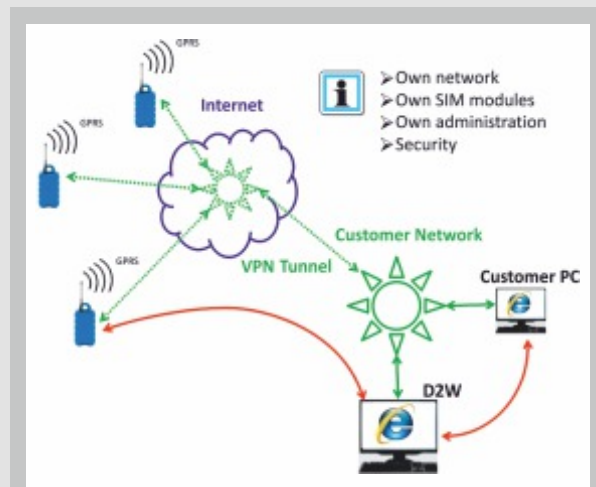 GPRS
Internet
➢Own network
➢Own SIM modules
➢Own administration
➢Security
GPRS
Customer Network
VPN Tunnel
GPRS
Customer PC
D2W